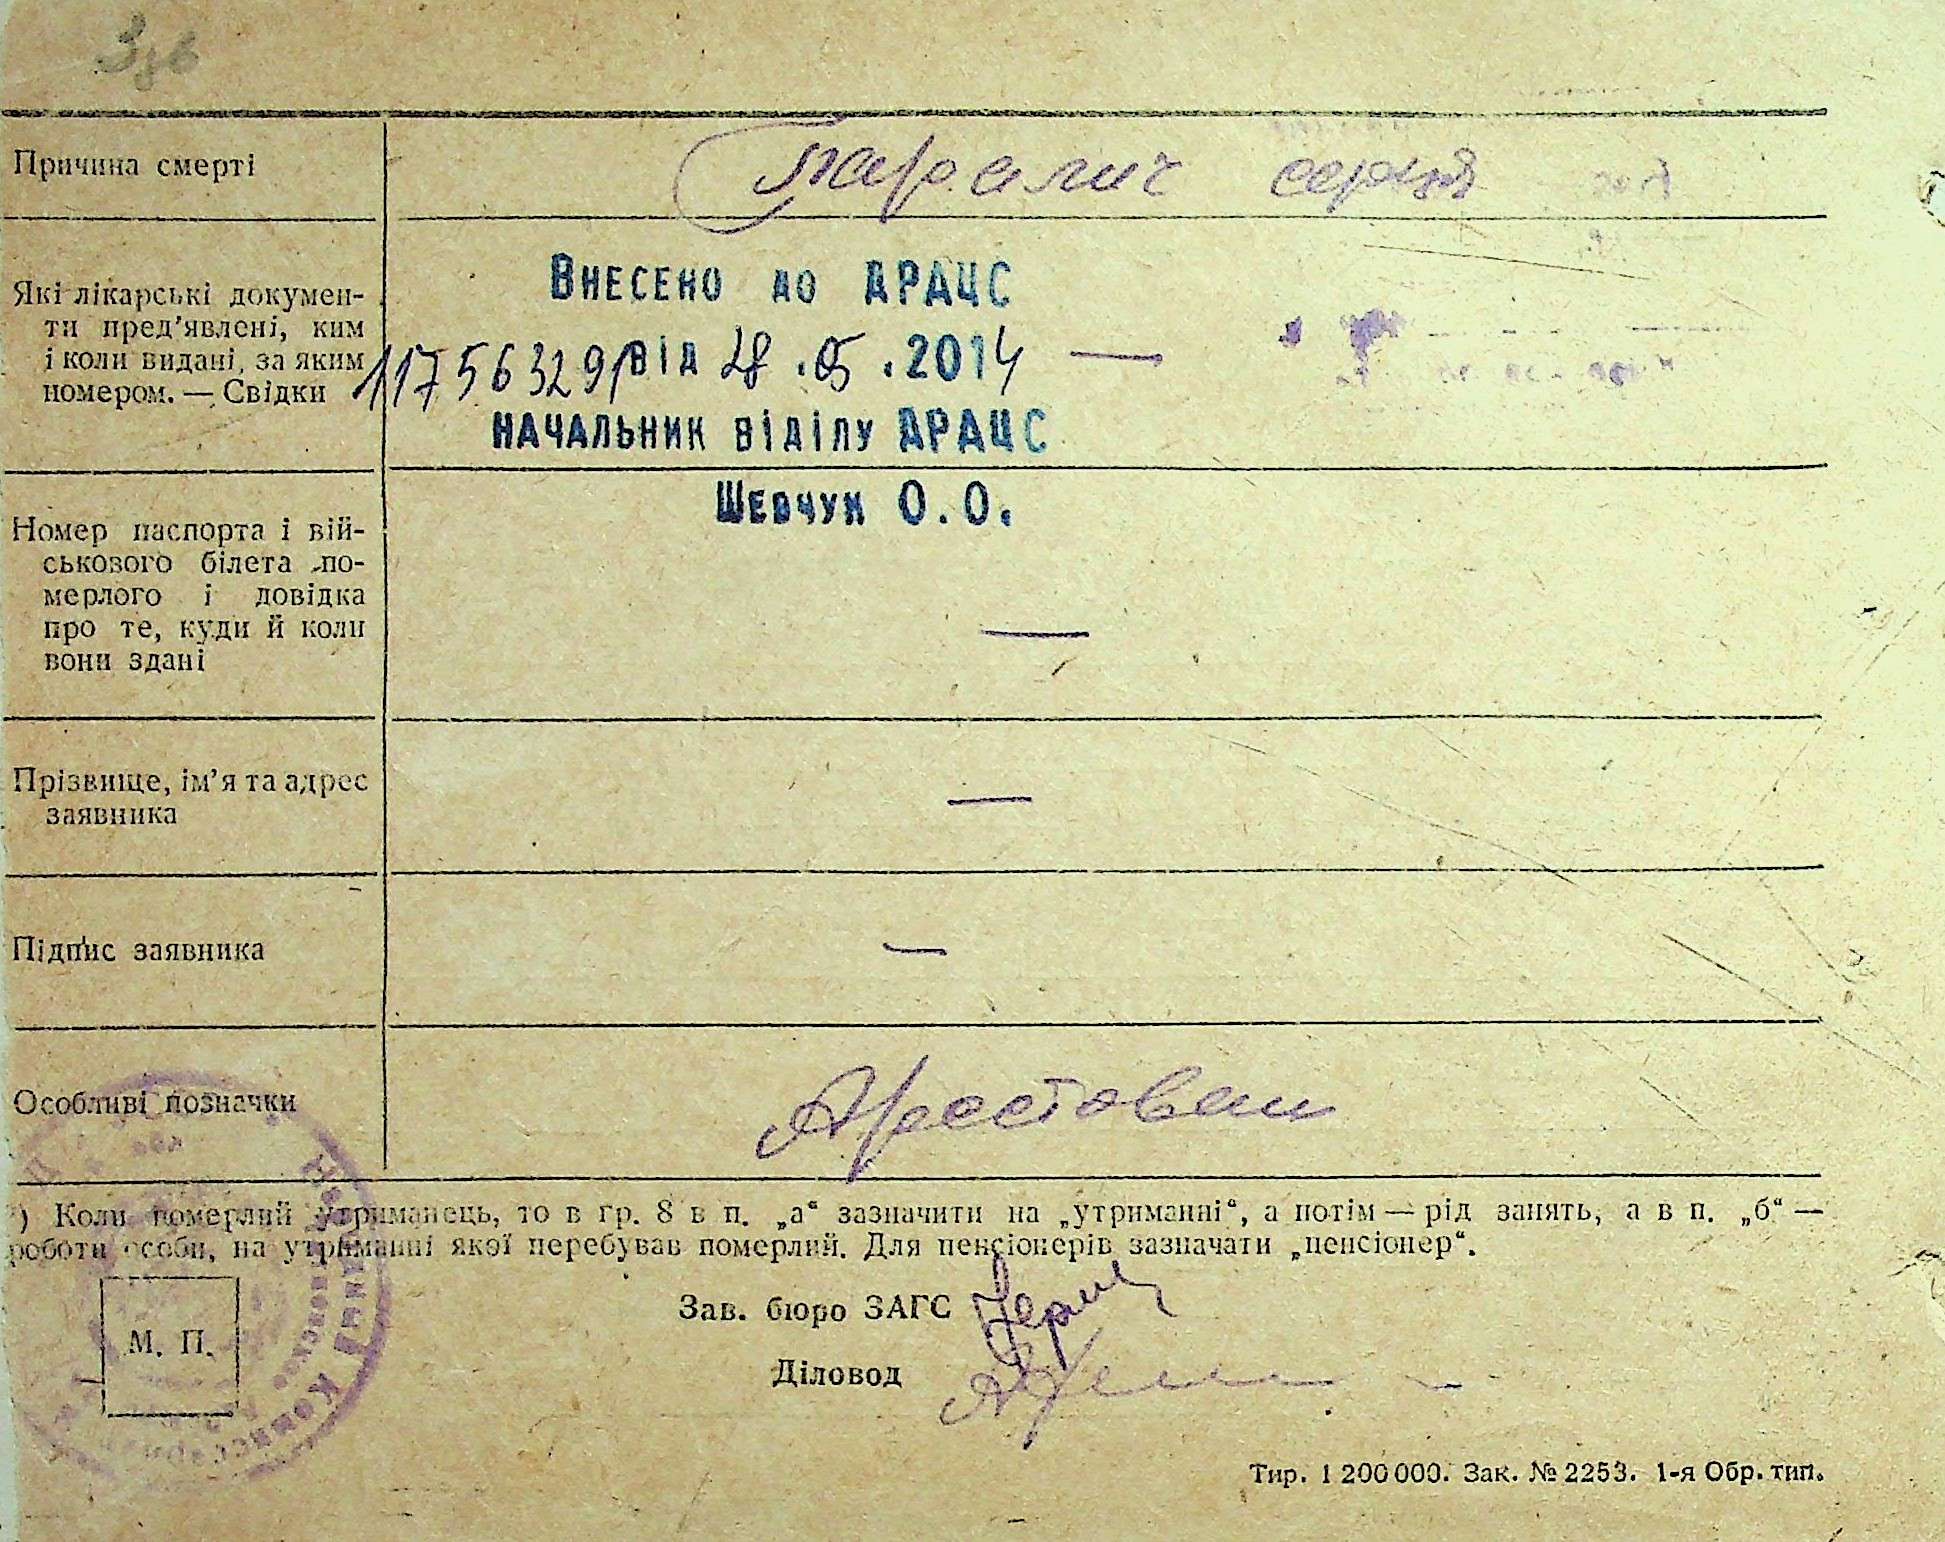 Причина смерті
Параліч серця
Які лікарські докумен-
ти пред’явлені, ким
і коли видані, за яким
номером. — Свідки
Внесено до ДРАЦС
11756329 від 28.05.2014 —
начальник відділу ДРАЦС
Шевчук О.О.
Номер паспорта і вій-
ськового білета по-
мерлого і довідка
про те, куди й коли
вони здані
—
Прізвище, ім’я та адрес
заявника
—
Підпис заявника
—
Особливі позначки
Арестован
*) Коли померлий утриманець, то в гр. 8 в п. „а“ зазначити на „утриманні“, а потім — рід занять, а в п. „б“ —
роботи особи, на утриманні якої перебував померлий. Для пенсіонерів зазначати „пенсіонер“.
М. П.
Зав. бюро ЗАГС
Діловод
Тир. 1 200 000. Зак. № 2253. 1-я Обр. тип.